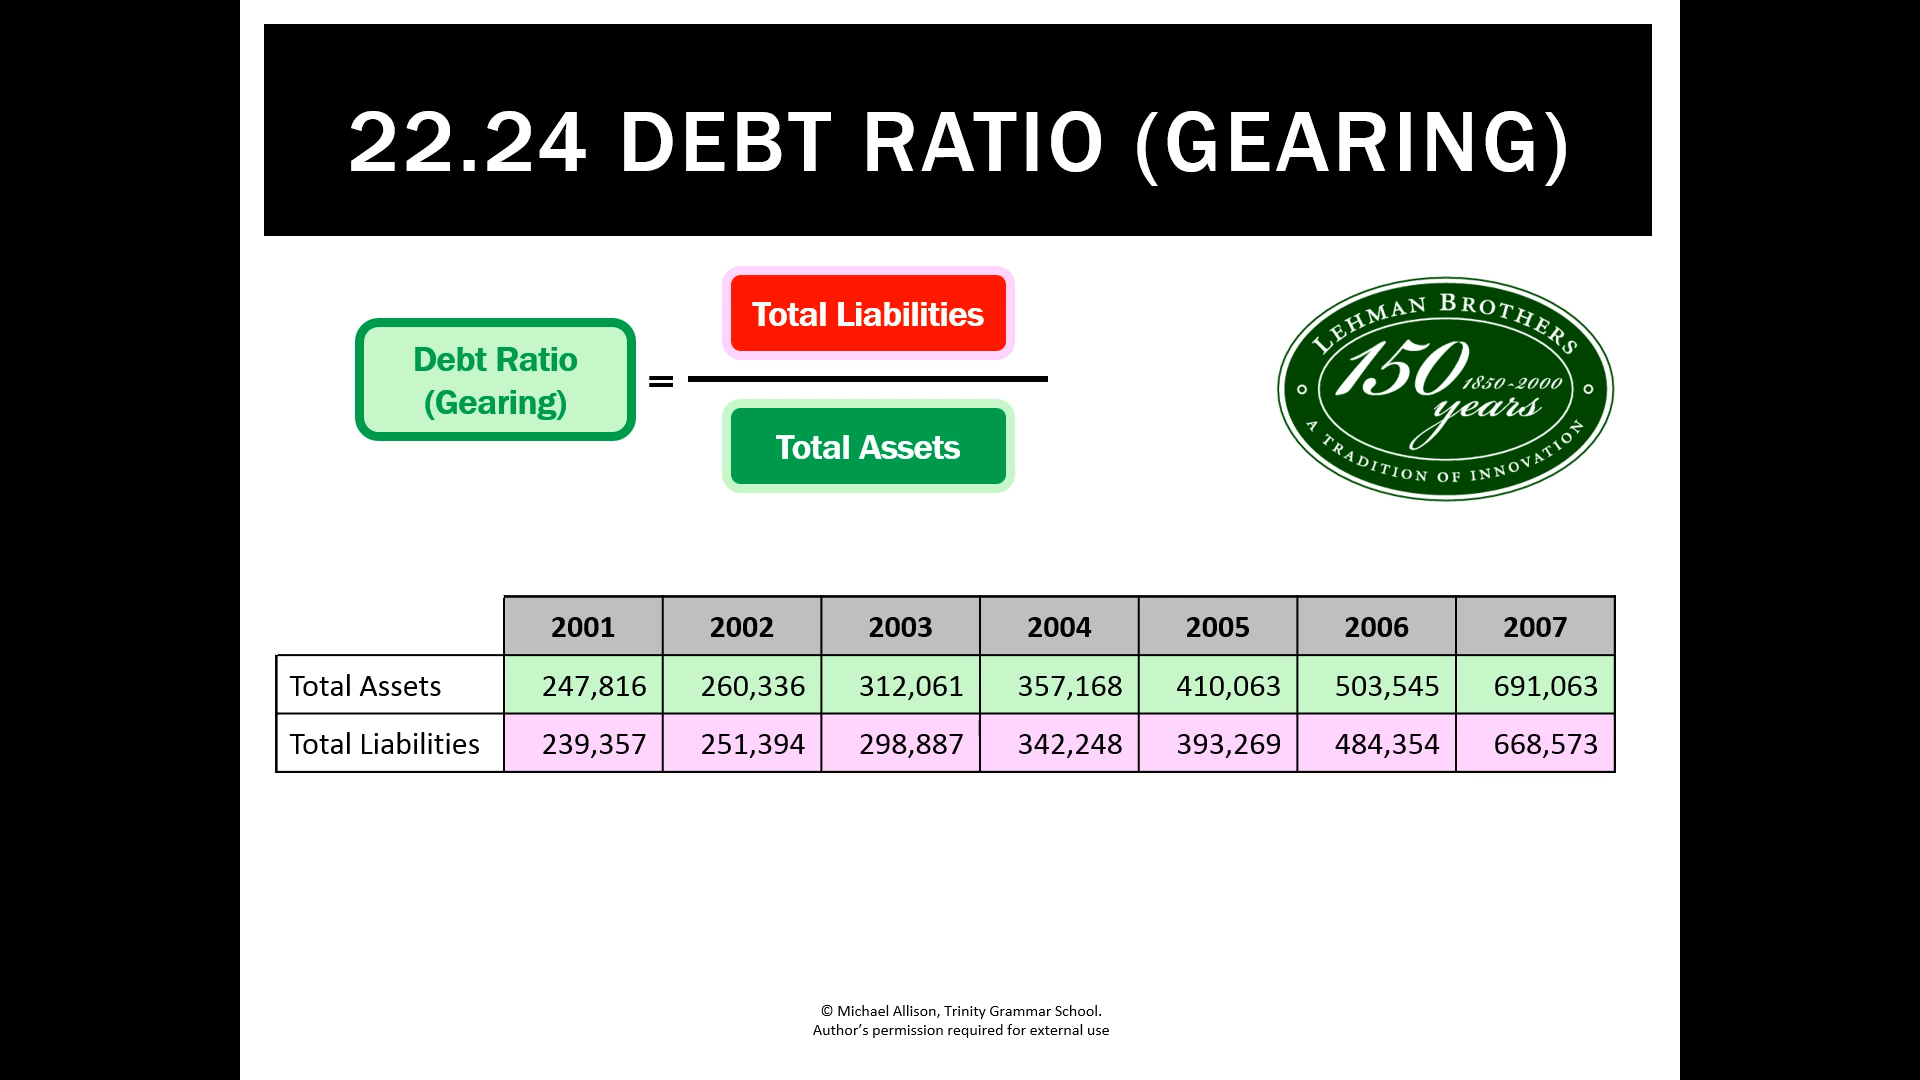 22.24 DEBT RATIO (GEARING)
Debt Ratio
(Gearing)
=
Total Liabilities
Total Assets
LEHMAN BROTHERS
150
1850-2000
years
A TRADITION OF INNOVATION
2001 2002 2003 2004 2005 2006 2007
Total Assets 247,816 260,336 312,061 357,168 410,063 503,545 691,063
Total Liabilities 239,357 251,394 298,887 342,248 393,269 484,354 668,573
© Michael Allison, Trinity Grammar School.
Author’s permission required for external use